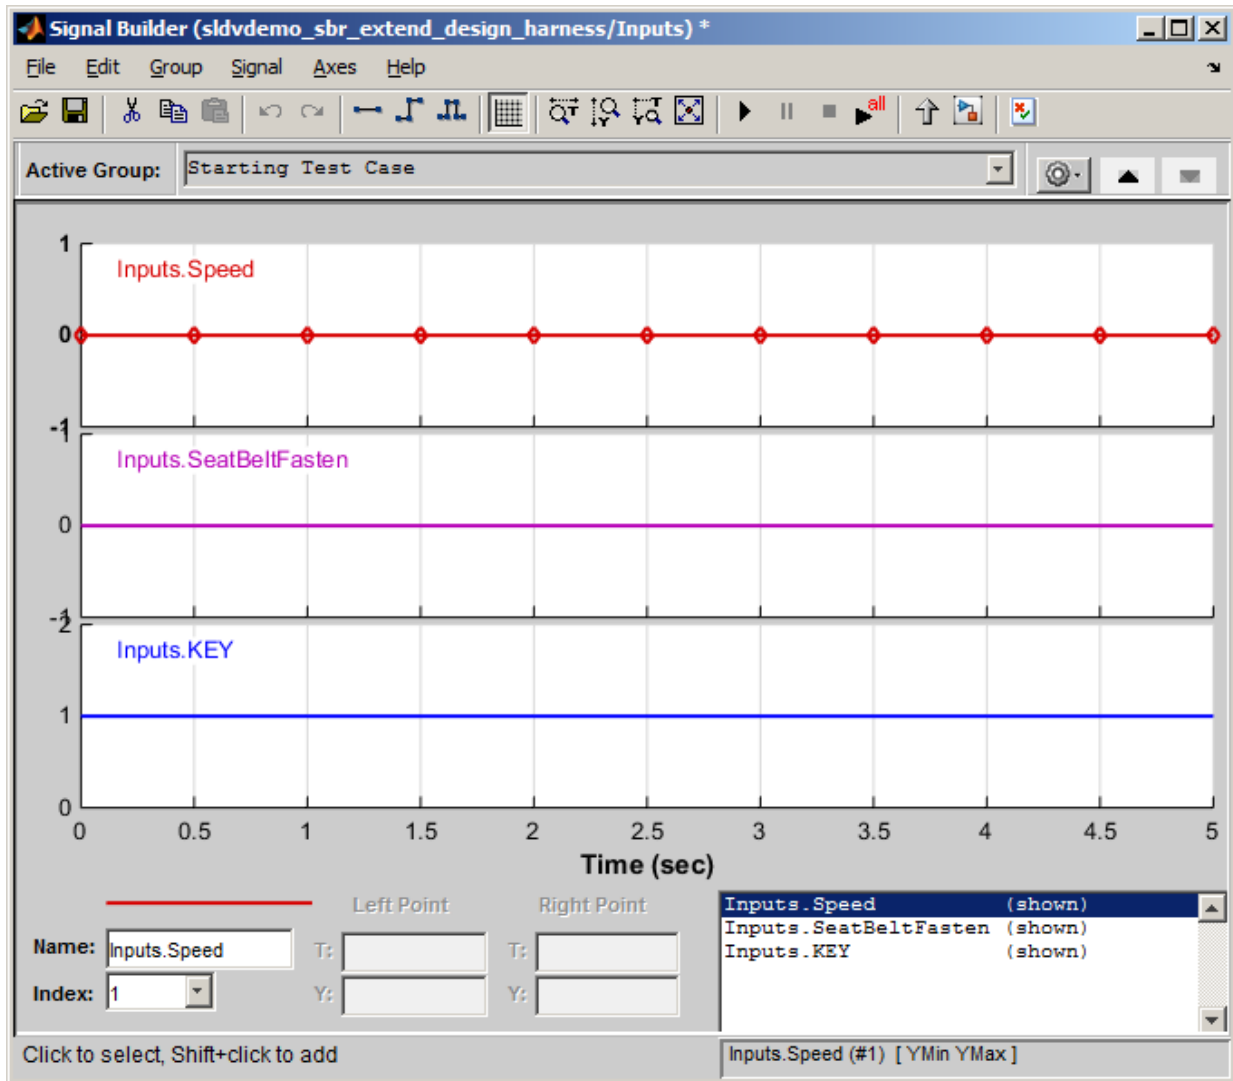 Signal Builder (sldvdemo_sbr_extend_design_harness/Inputs) *
File Edit Group Signal Axes Help
all
Active Group: Starting Test Case
1
Inputs.Speed
0
-1
1
Inputs.SeatBeltFasten
0
-1
2
Inputs.KEY
1
0
0 0.5 1 1.5 2 2.5 3 3.5 4 4.5 5
Time (sec)
Left Point Right Point
Name: Inputs.Speed T: T:
Index: 1 Y: Y:
Inputs.Speed (shown)
Inputs.SeatBeltFasten (shown)
Inputs.KEY (shown)
Click to select, Shift+click to add
Inputs.Speed (#1) [ YMin YMax ]